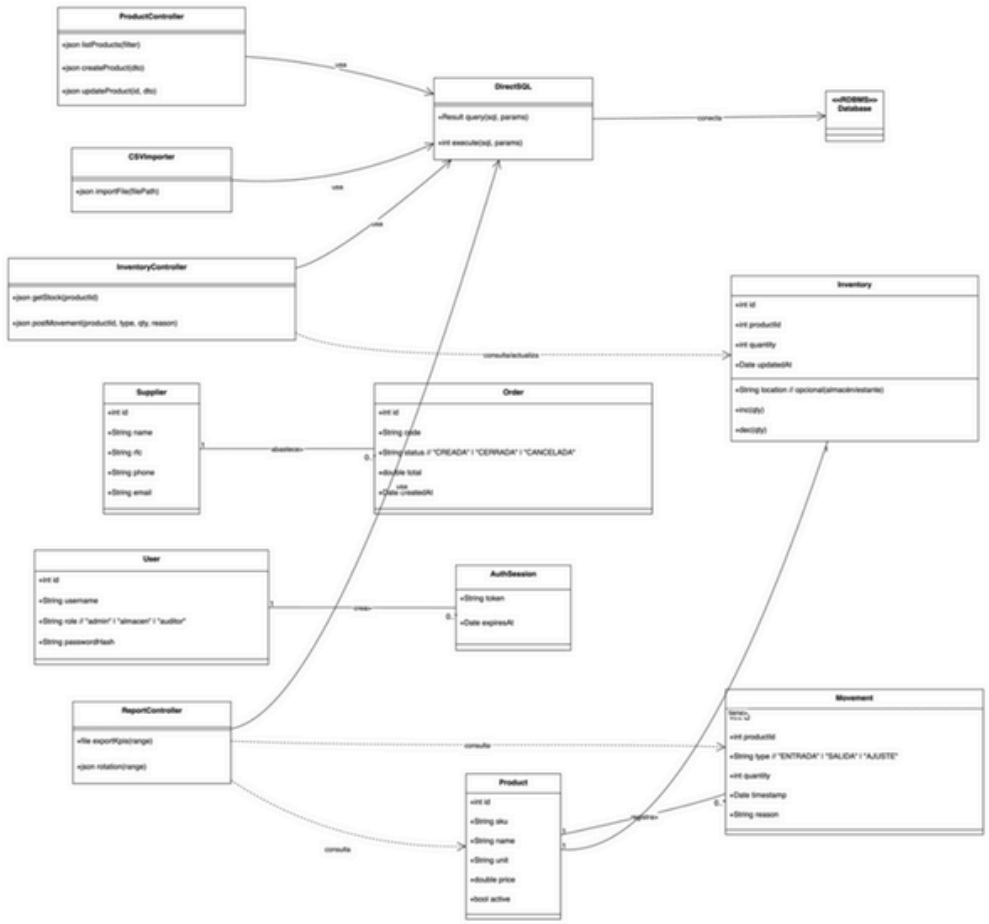 ProductController
+json listProducts(filter)
+json createProduct(dto)
+json updateProduct(id, dto)
use
DirectSQL
+Result query(sql, params)
+int execute(sql, params)
conecta
<<RDBMS>>
Database
CSVImporter
+json importFile(filePath)
use
use
InventoryController
+json getStock(productId)
+json postMovement(productId, type, qty, reason)
consulta/actualiza
Inventory
+int id
+int productId
+int quantity
+Date updatedAt
+String location // opcional(almacén/estante)
+inc(qty)
+dec(qty)
1
Supplier
+int id
+String name
+String rfc
+String phone
+String email
1
abastece>
0..*
Order
+int id
+String code
+String status // "CREADA" | "CERRADA" | "CANCELADA"
+double total
+Date createdAt
use
User
+int id
+String username
+String role // "admin" | "almacen" | "auditor"
+String passwordHash
1
crea>
0..*
AuthSession
+String token
+Date expiresAt
ReportController
+file exportKpis(range)
+json rotation(range)
consulta
consulta
Movement
tiene>
+int id
+int productId
+String type // "ENTRADA" | "SALIDA" | "AJUSTE"
+int quantity
+Date timestamp
+String reason
0..*
registra>
1
1
Product
+int id
+String sku
+String name
+String unit
+double price
+bool active